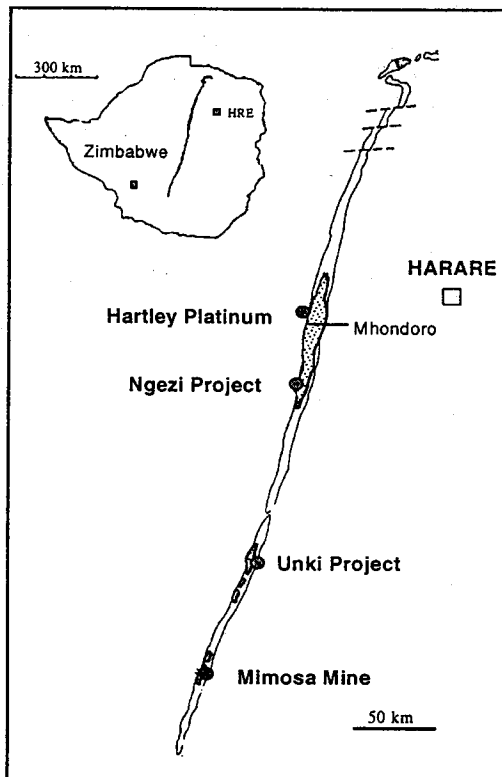 300 km
HRE
Zimbabwe
HARARE
Hartley Platinum
Mhondoro
Ngezi Project
Unki Project
Mimosa Mine
50 km